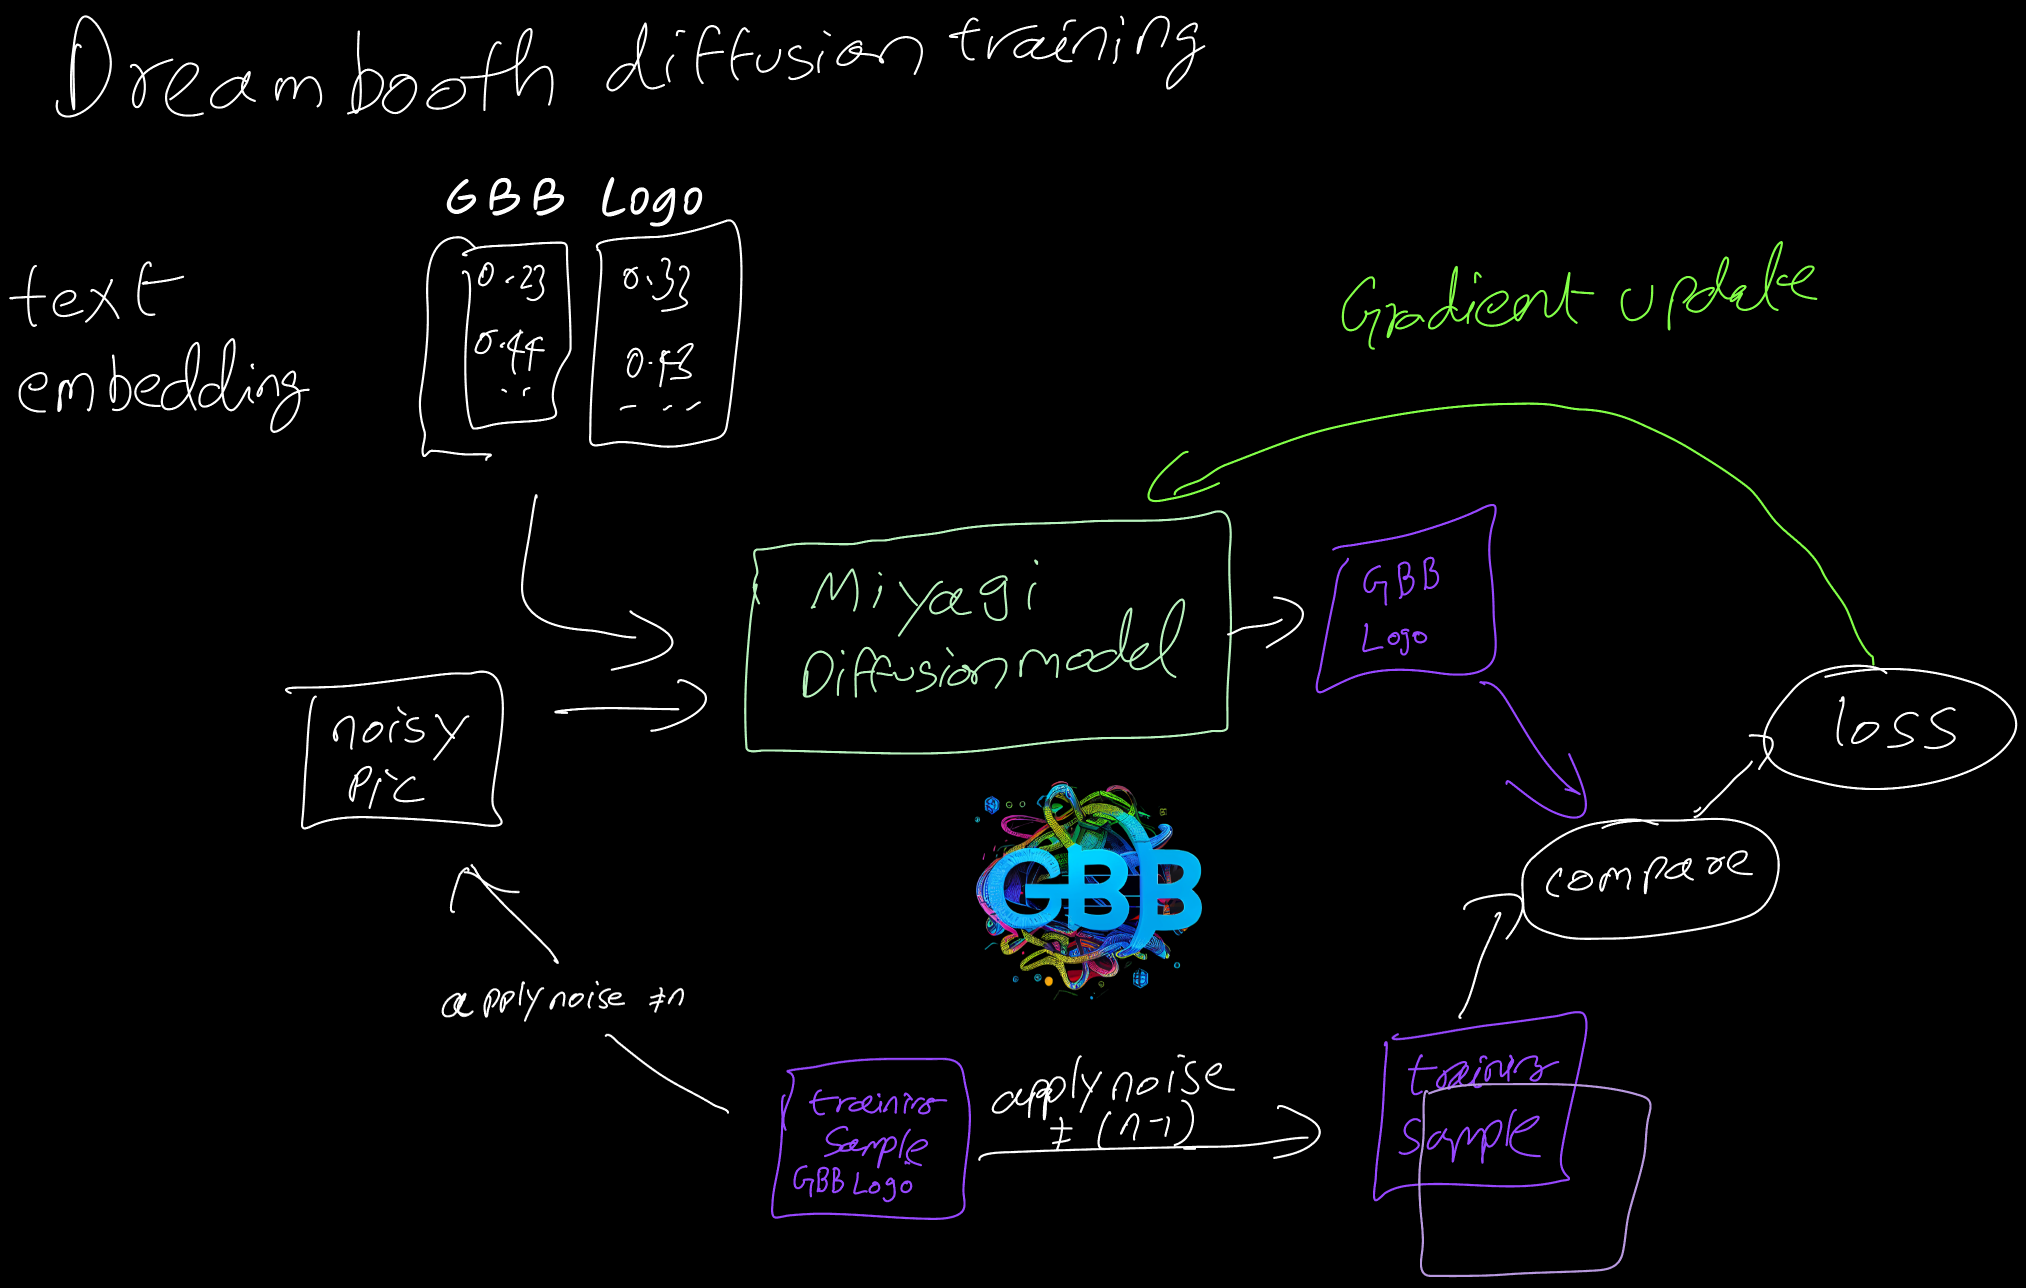 Dreambooth diffusion training
GBB Logo
text
embedding
0.23
0.44
..
0.33
0.43
- - -
Gradient update
Miyagi
Diffusion model
GBB
Logo
noisy
Pic
loss
compare
GBB
apply noise ≠n
training
Sample
GBB Logo
apply noise
≠ (n-1)
training
Sample